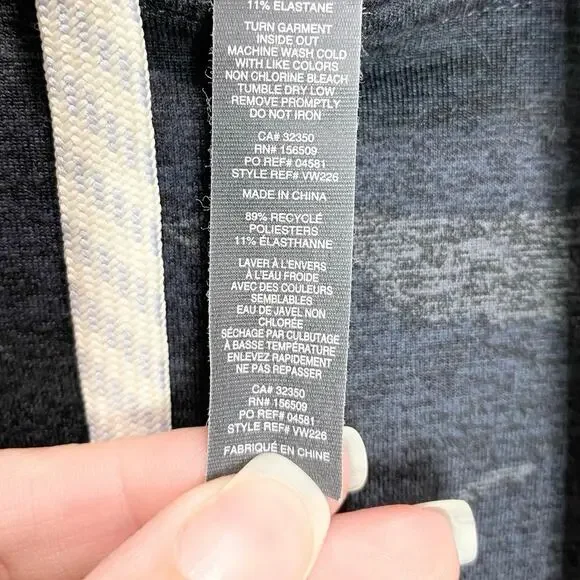 11% ELASTANE
TURN GARMENT
INSIDE OUT
MACHINE WASH COLD
WITH LIKE COLORS
NON CHLORINE BLEACH
TUMBLE DRY LOW
REMOVE PROMPTLY
DO NOT IRON
CA# 32350
RN# 156509
PO REF# 04581
STYLE REF# VW226
MADE IN CHINA
89% RECYCLÉ
POLIESTERS
11% ÉLASTHANNE
LAVER À L'ENVERS
À L'EAU FROIDE
AVEC DES COULEURS
SEMBLABLES
EAU DE JAVEL NON
CHLORÉE
SÉCHAGE PAR CULBUTAGE
À BASSE TEMPÉRATURE
ENLEVEZ RAPIDEMENT
NE PAS REPASSER
CA# 32350
RN# 156509
PO REF# 04581
STYLE REF# VW226
FABRIQUÉ EN CHINE